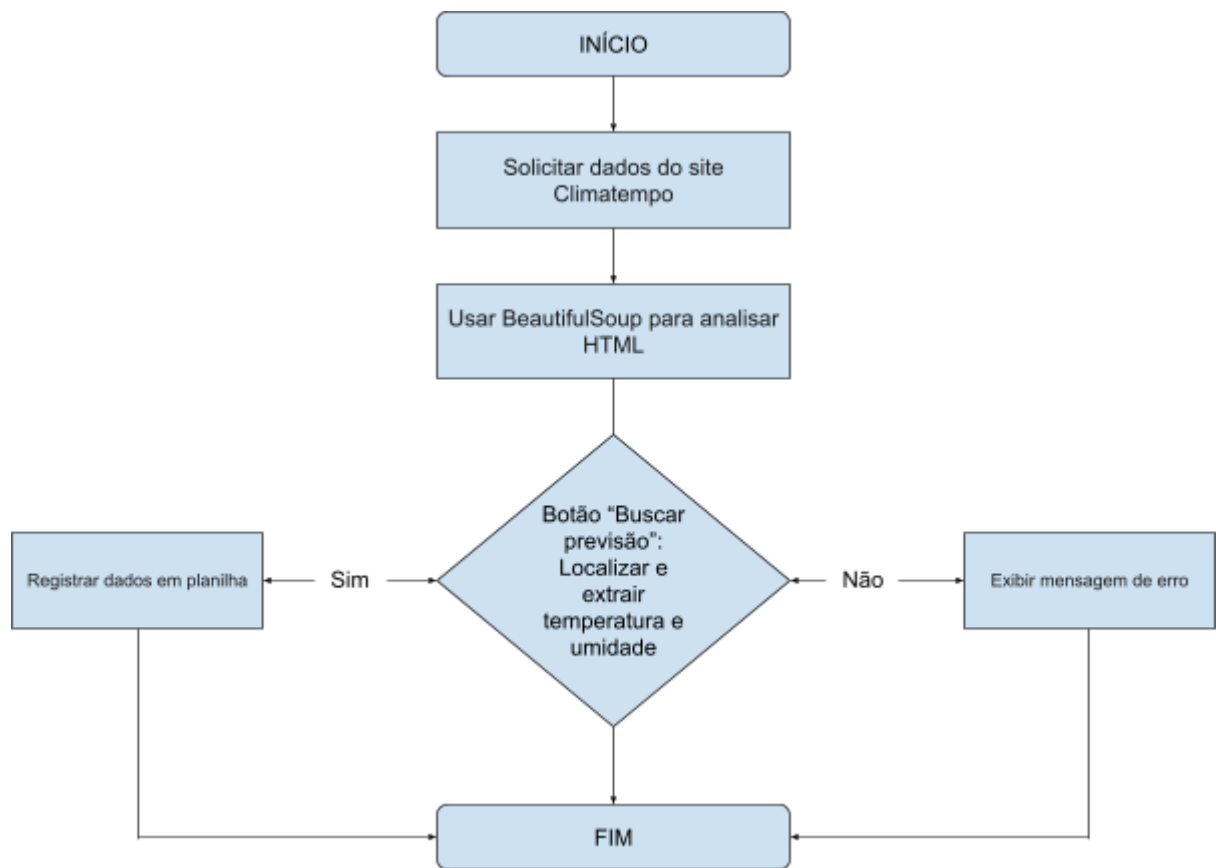 INÍCIO
Solicitar dados do site
Climatempo
Usar BeautifulSoup para analisar
HTML
Botão “Buscar
previsão”:
Localizar e
extrair
temperatura e
umidade
Registrar dados em planilha
Sim
Não
Exibir mensagem de erro
FIM